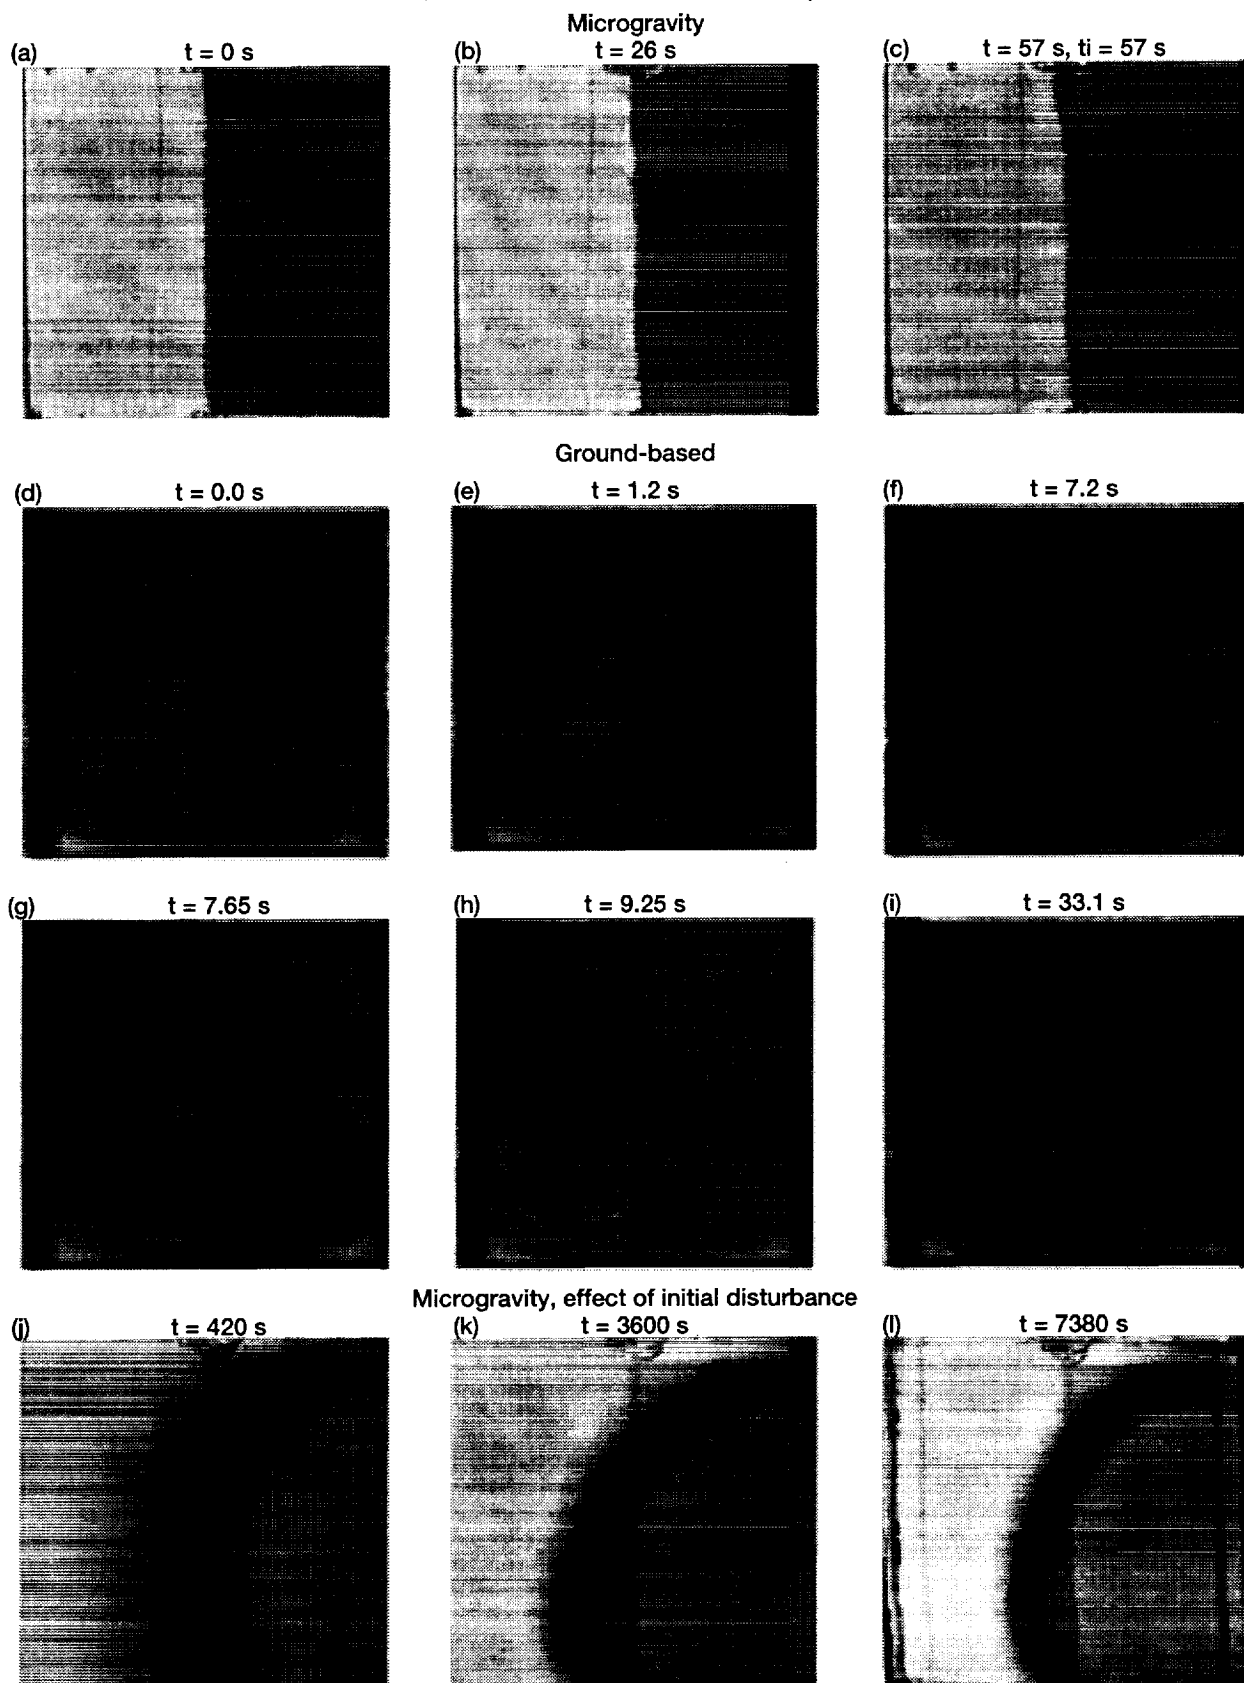 Microgravity
(a) t = 0 s (b) t = 26 s (c) t = 57 s, ti = 57 s
Ground-based
(d) t = 0.0 s (e) t = 1.2 s (f) t = 7.2 s
(g) t = 7.65 s (h) t = 9.25 s (i) t = 33.1 s
Microgravity, effect of initial disturbance
(j) t = 420 s (k) t = 3600 s (l) t = 7380 s